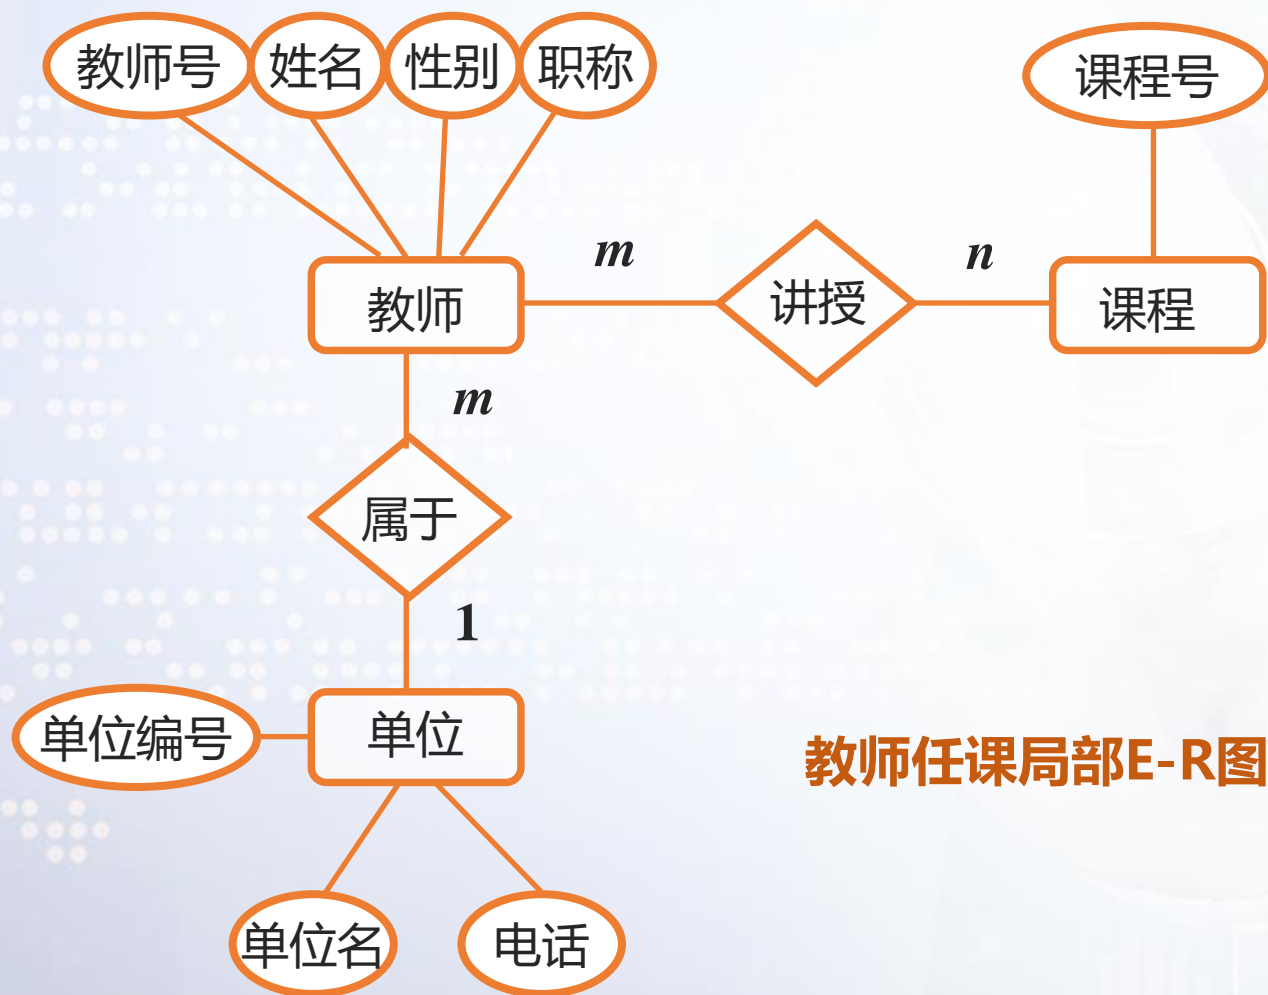 教师号 姓名 性别 职称 课程号
m n
教师 讲授 课程
m
属于
1
单位编号 单位
教师任课局部E-R图
单位名 电话